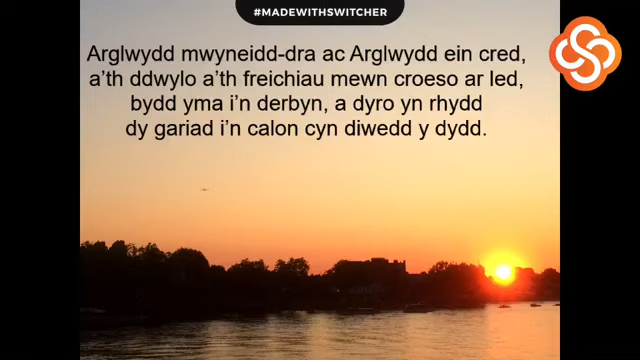 #MADEWITHSWITCHER
Arglwydd mwyneidd-dra ac Arglwydd ein cred,
a'th ddwylo a'th freichiau mewn croeso ar led,
bydd yma i'n derbyn, a dyro yn rhydd
dy gariad i'n calon cyn diwedd y dydd.